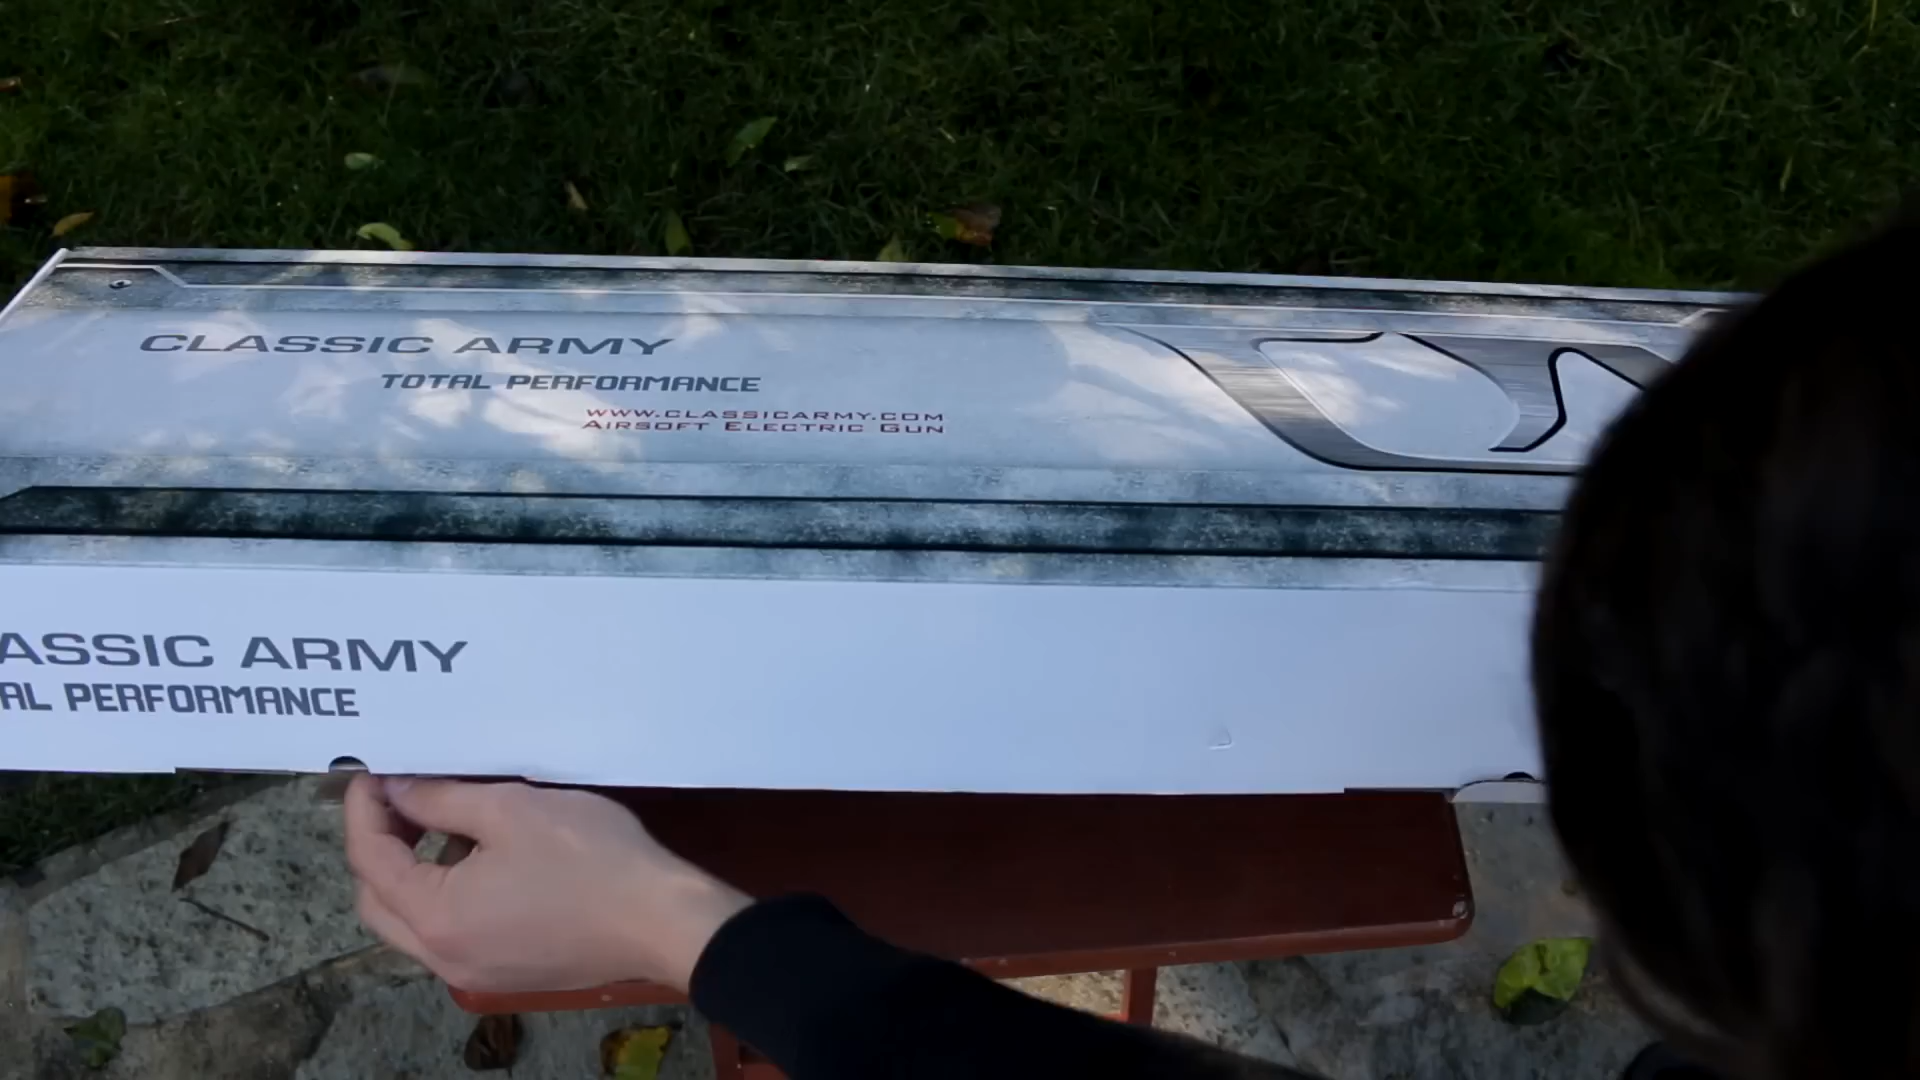 CLASSIC ARMY
TOTAL PERFORMANCE
WWW.CLASSICARMY.COM
AIRSOFT ELECTRIC GUN
ASSIC ARMY
AL PERFORMANCE